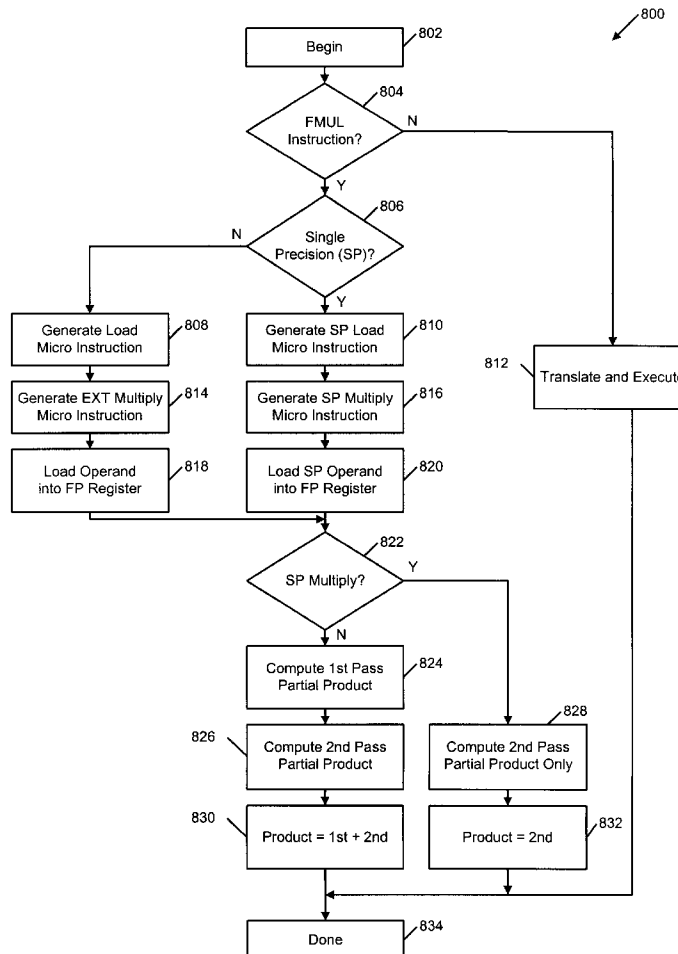 800
Begin
802
804
FMUL
Instruction?
N
Y
806
Single
Precision (SP)?
N
Y
Generate Load
Micro Instruction
808
Generate SP Load
Micro Instruction
810
812
Translate and Execute
Generate EXT Multiply
Micro Instruction
814
Generate SP Multiply
Micro Instruction
816
Load Operand
into FP Register
818
Load SP Operand
into FP Register
820
822
SP Multiply?
Y
N
Compute 1st Pass
Partial Product
824
826
Compute 2nd Pass
Partial Product
828
Compute 2nd Pass
Partial Product Only
830
Product = 1st + 2nd
Product = 2nd
832
Done
834